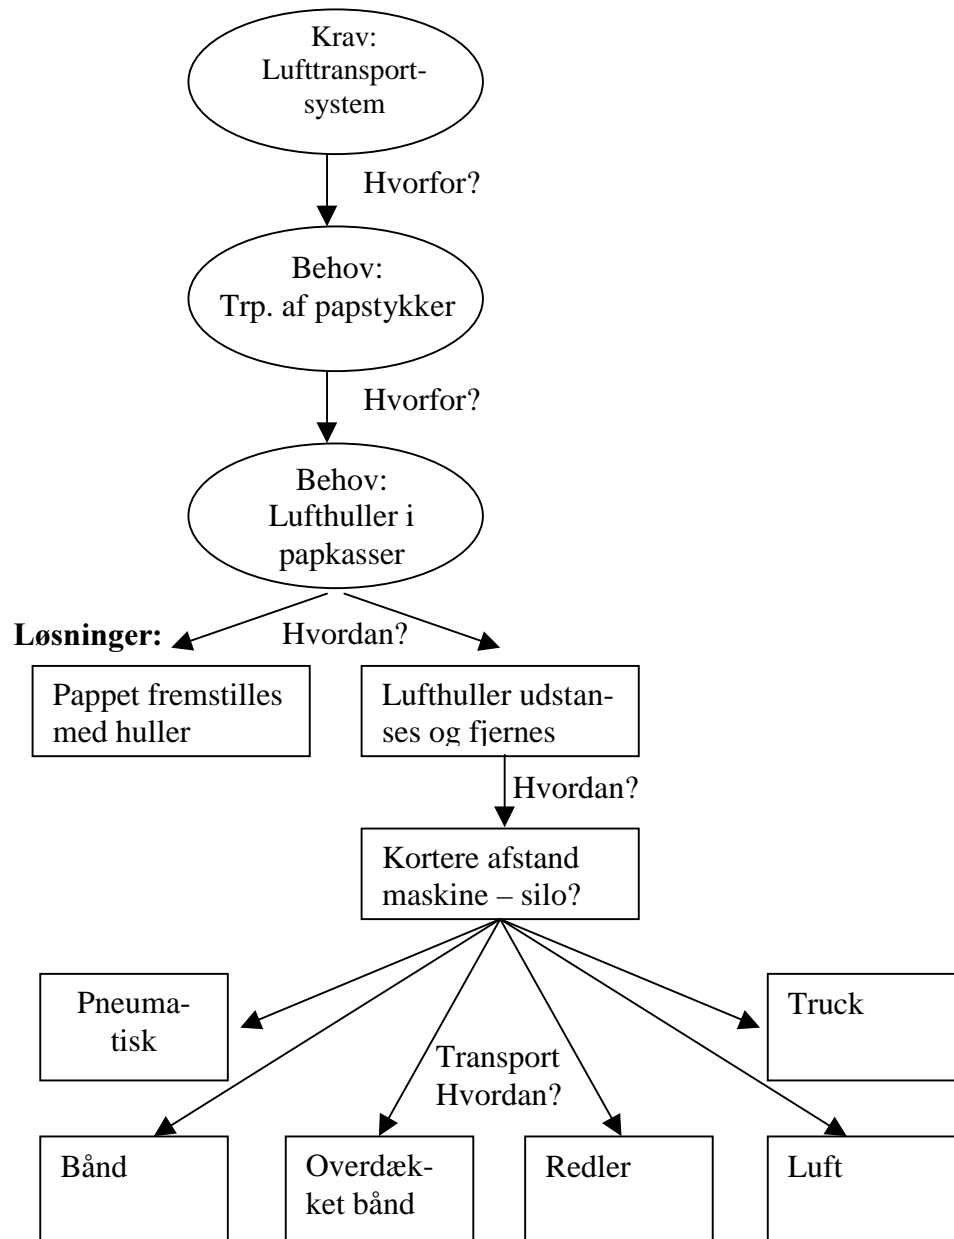 Krav:
Lufttransport-
system
Hvorfor?
Behov:
Trp. af papstykker
Hvorfor?
Behov:
Lufthuller i
papkasser
Løsninger:
Hvordan?
Pappet fremstilles
med huller
Lufthuller udstan-
ses og fjernes
Hvordan?
Kortere afstand
maskine – silo?
Pneuma-
tisk
Truck
Transport
Hvordan?
Bånd
Overdæk-
ket bånd
Redler
Luft